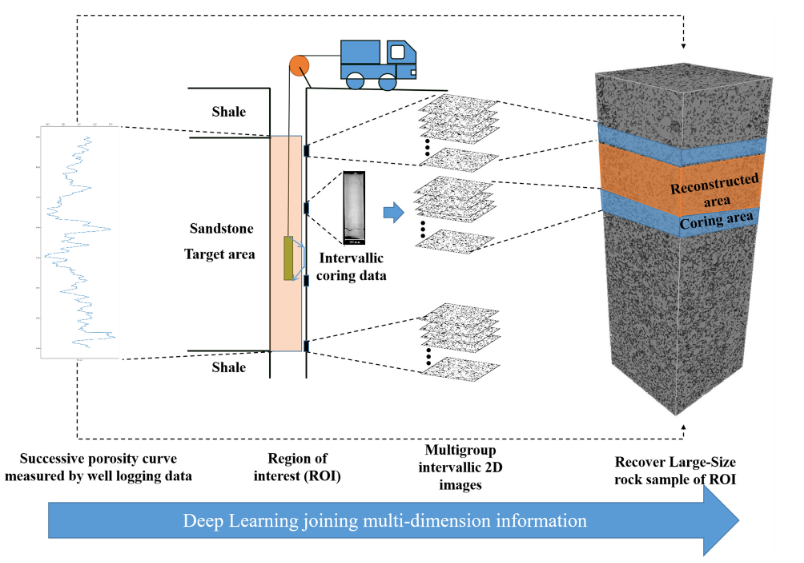 Shale
Sandstone
Target area
Shale
Intervallic
coring data
Reconstructed
area
Coring area
Successive porosity curve
measured by well logging data
Region of
interest (ROI)
Multigroup
intervallic 2D
images
Recover Large-Size
rock sample of ROI
Deep Learning joining multi-dimension information